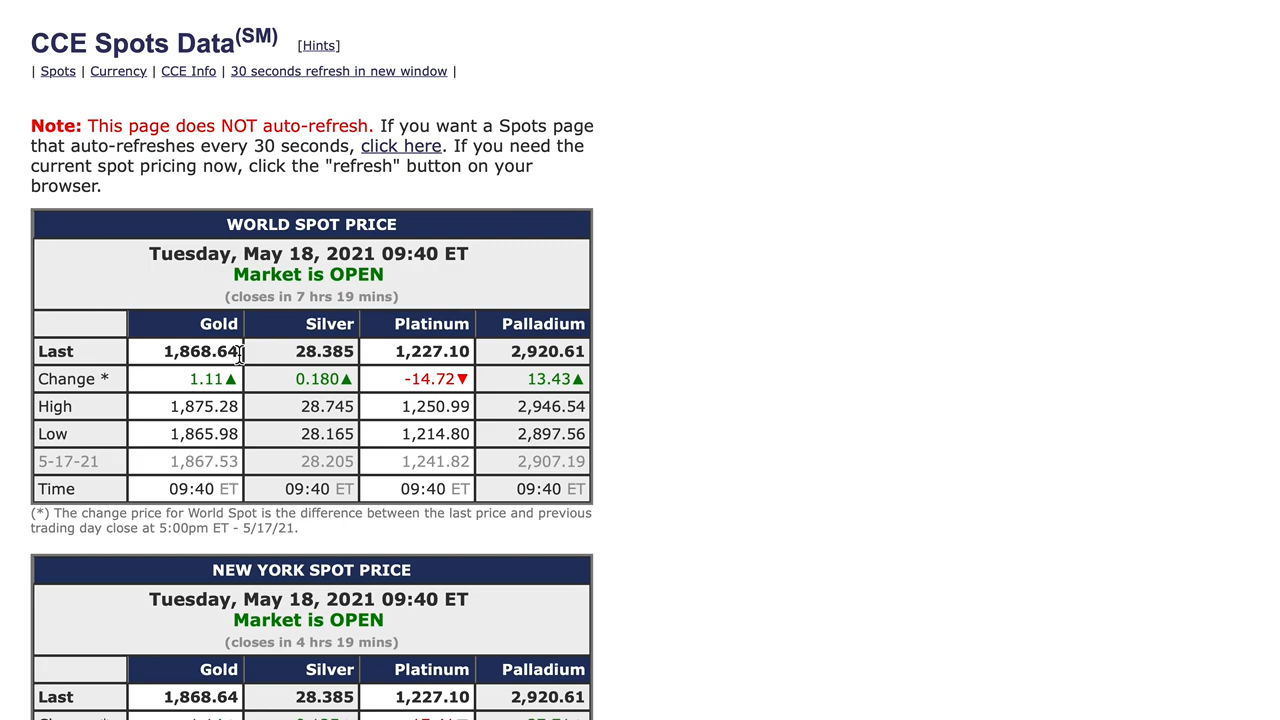 CCE Spots Data(SM) [Hints]
| Spots | Currency | CCE Info | 30 seconds refresh in new window |
Note: This page does NOT auto-refresh. If you want a Spots page
that auto-refreshes every 30 seconds, click here. If you need the
current spot pricing now, click the "refresh" button on your
browser.
WORLD SPOT PRICE
Tuesday, May 18, 2021 09:40 ET
Market is OPEN
(closes in 7 hrs 19 mins)
Gold Silver Platinum Palladium
Last 1,868.64 28.385 1,227.10 2,920.61
Change * 1.11▲ 0.180▲ -14.72▼ 13.43▲
High 1,875.28 28.745 1,250.99 2,946.54
Low 1,865.98 28.165 1,214.80 2,897.56
5-17-21 1,867.53 28.205 1,241.82 2,907.19
Time 09:40 ET 09:40 ET 09:40 ET 09:40 ET
(*) The change price for World Spot is the difference between the last price and previous
trading day close at 5:00pm ET - 5/17/21.
NEW YORK SPOT PRICE
Tuesday, May 18, 2021 09:40 ET
Market is OPEN
(closes in 4 hrs 19 mins)
Gold Silver Platinum Palladium
Last 1,868.64 28.385 1,227.10 2,920.61